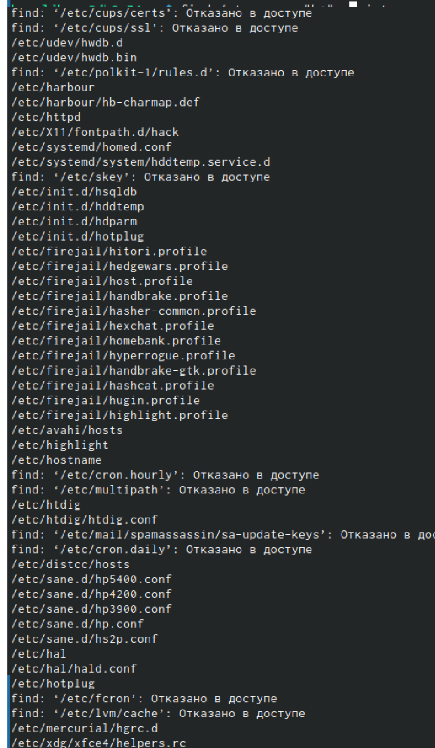 find: '/etc/cups/certs': Отказано в доступе
find: '/etc/cups/ssl': Отказано в доступе
/etc/udev/hwdb.d
/etc/udev/hwdb.bin
find: '/etc/polkit-1/rules.d': Отказано в доступе
/etc/harbour
/etc/harbour/hb-charmap.def
/etc/httpd
/etc/X11/fontpath.d/hack
/etc/systemd/homed.conf
/etc/systemd/system/hddtemp.service.d
find: '/etc/skey': Отказано в доступе
/etc/init.d/hsqldb
/etc/init.d/hddtemp
/etc/init.d/hdparm
/etc/init.d/hotplug
/etc/firejail/hitori.profile
/etc/firejail/hedgewars.profile
/etc/firejail/host.profile
/etc/firejail/handbrake.profile
/etc/firejail/hasher-common.profile
/etc/firejail/hexchat.profile
/etc/firejail/homebank.profile
/etc/firejail/hyperrogue.profile
/etc/firejail/handbrake-gtk.profile
/etc/firejail/hashcat.profile
/etc/firejail/hugin.profile
/etc/firejail/highlight.profile
/etc/avahi/hosts
/etc/highlight
/etc/hostname
find: '/etc/cron.hourly': Отказано в доступе
find: '/etc/multipath': Отказано в доступе
/etc/htdig
/etc/htdig/htdig.conf
find: '/etc/mail/spamassassin/sa-update-keys': Отказано в дос
find: '/etc/cron.daily': Отказано в доступе
/etc/distcc/hosts
/etc/sane.d/hp5400.conf
/etc/sane.d/hp4200.conf
/etc/sane.d/hp3900.conf
/etc/sane.d/hp.conf
/etc/sane.d/hs2p.conf
/etc/hal
/etc/hal/hald.conf
/etc/hotplug
find: '/etc/fcron': Отказано в доступе
find: '/etc/lvm/cache': Отказано в доступе
/etc/mercurial/hgrc.d
/etc/xdg/xfce4/helpers.rc